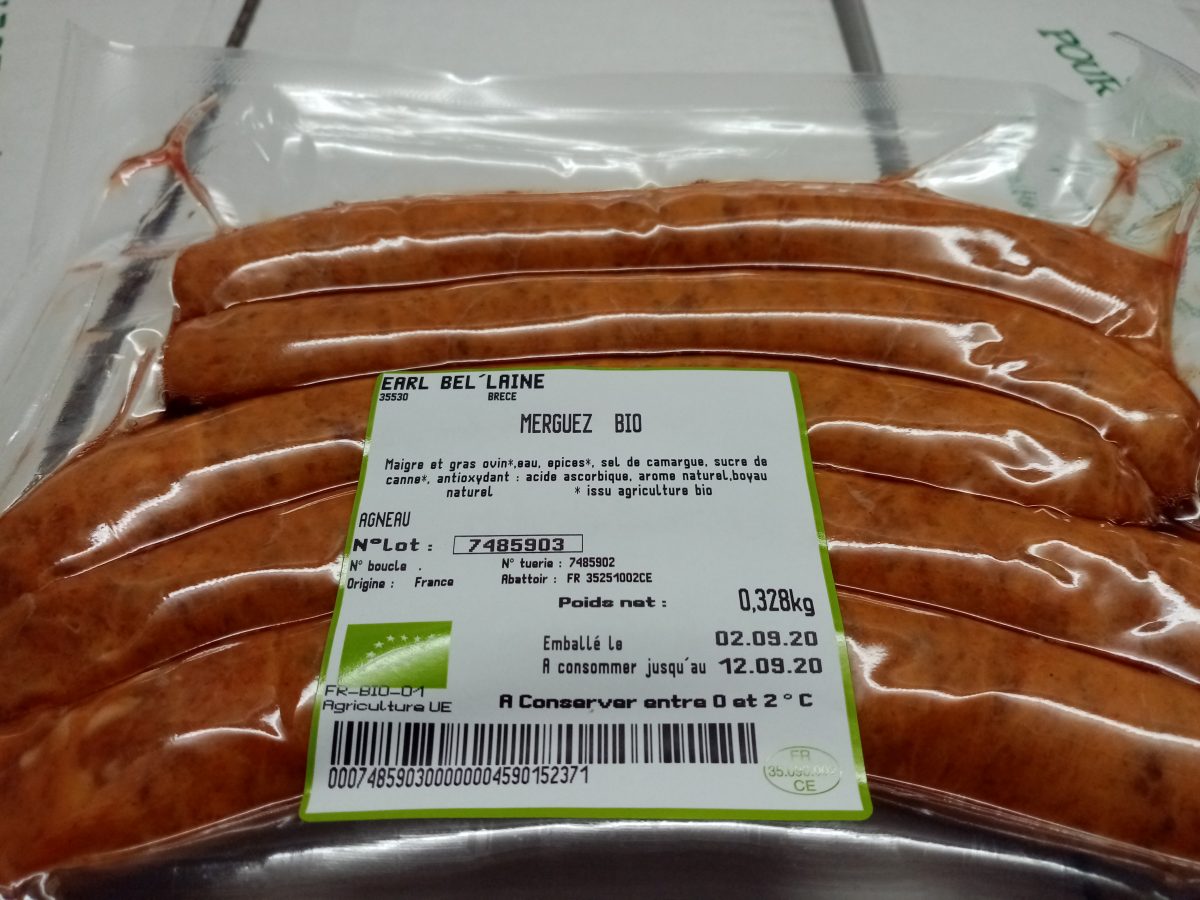 POUR
EARL BEL´LAINE
35530 BRECE
MERGUEZ BIO
Maigre et gras ovin*,eau, epices*, sel de camargue, sucre de
canne*, antioxydant : acide ascorbique, arome naturel,boyau
naturel * issu agriculture bio
AGNEAU
N°Lot : 7485903
N° boucle . N° tuerie : 7485902
Origine : France Abattoir : FR 35251002CE
Poids net : 0,328kg
Emballé le 02.09.20
A consommer jusqu'au 12.09.20
FR-BIO-01
Agriculture UE A Conserver entre 0 et 2°C
000748590300000004590152371
FR
CE